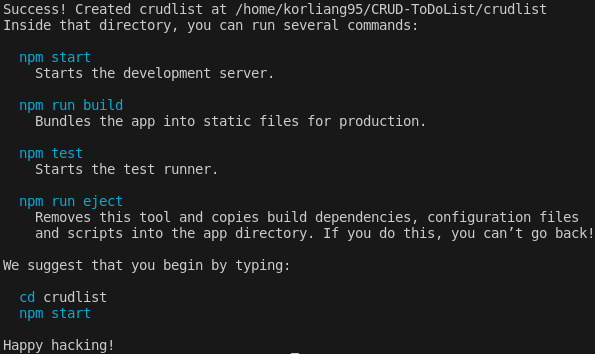 Success! Created crudlist at /home/korliang95/CRUD-ToDoList/crudlist
Inside that directory, you can run several commands:
npm start
Starts the development server.
npm run build
Bundles the app into static files for production.
npm test
Starts the test runner.
npm run eject
Removes this tool and copies build dependencies, configuration files
and scripts into the app directory. If you do this, you can’t go back!
We suggest that you begin by typing:
cd crudlist
npm start
Happy hacking!